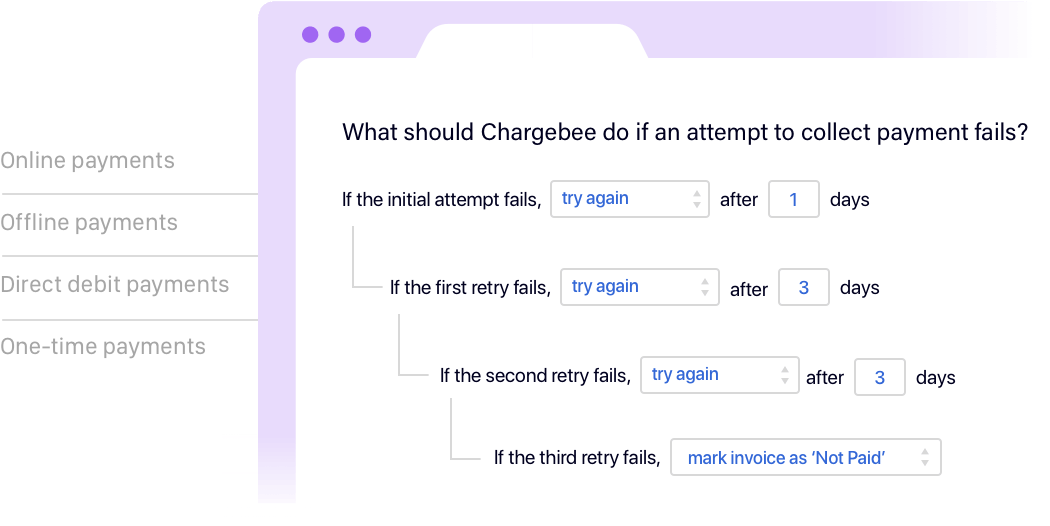 Online payments
Offline payments
Direct debit payments
One-time payments
What should Chargebee do if an attempt to collect payment fails?
If the initial attempt fails, try again after 1 days
If the first retry fails, try again after 3 days
If the second retry fails, try again after 3 days
If the third retry fails, mark invoice as ‘Not Paid’